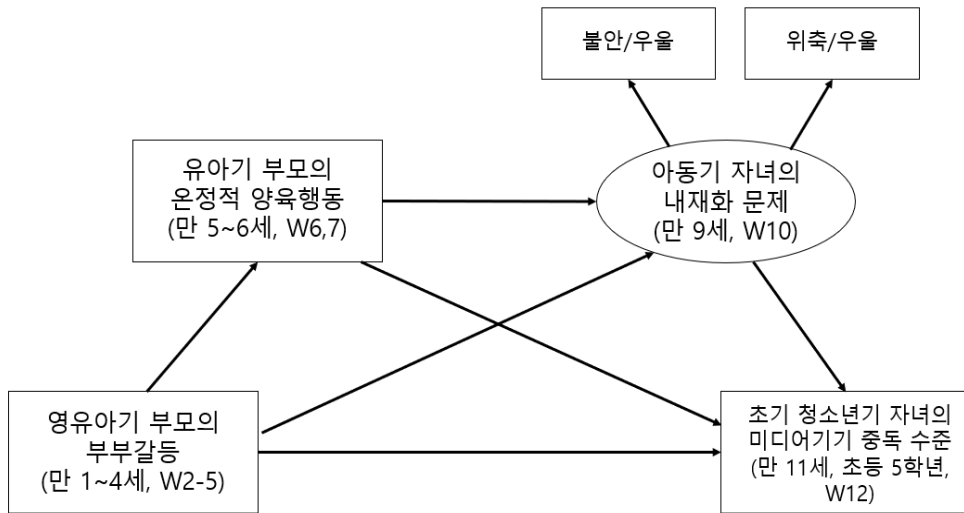 불안/우울
위축/우울
유아기 부모의
온정적 양육행동
(만 5~6세, W6,7)
아동기 자녀의
내재화 문제
(만 9세, W10)
영유아기 부모의
부부갈등
(만 1~4세, W2-5)
초기 청소년기 자녀의
미디어기기 중독 수준
(만 11세, 초등 5학년,
W12)